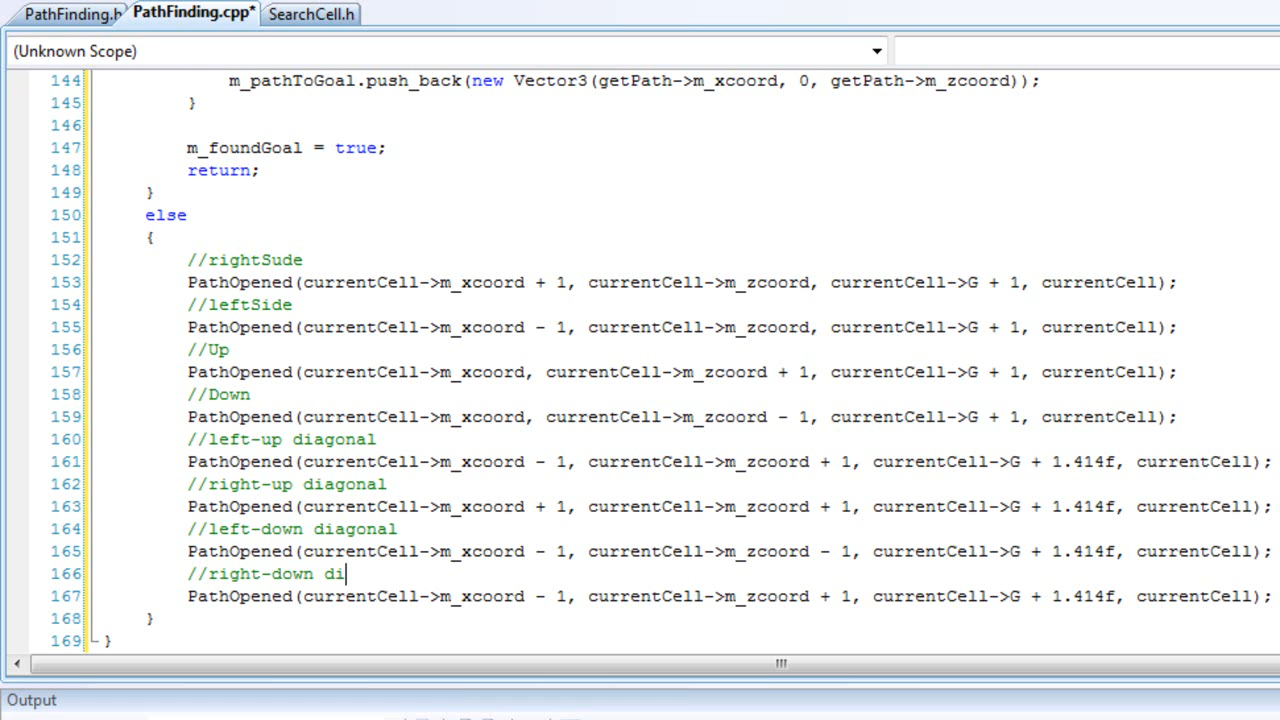 PathFinding.h PathFinding.cpp* SearchCell.h
(Unknown Scope)
144 m_pathToGoal.push_back(new Vector3(getPath->m_xcoord, 0, getPath->m_zcoord));
145 }
146
147 m_foundGoal = true;
148 return;
149 }
150 else
151 {
152 //rightSude
153 PathOpened(currentCell->m_xcoord + 1, currentCell->m_zcoord, currentCell->G + 1, currentCell);
154 //leftSide
155 PathOpened(currentCell->m_xcoord - 1, currentCell->m_zcoord, currentCell->G + 1, currentCell);
156 //Up
157 PathOpened(currentCell->m_xcoord, currentCell->m_zcoord + 1, currentCell->G + 1, currentCell);
158 //Down
159 PathOpened(currentCell->m_xcoord, currentCell->m_zcoord - 1, currentCell->G + 1, currentCell);
160 //left-up diagonal
161 PathOpened(currentCell->m_xcoord - 1, currentCell->m_zcoord + 1, currentCell->G + 1.414f, currentCell);
162 //right-up diagonal
163 PathOpened(currentCell->m_xcoord + 1, currentCell->m_zcoord + 1, currentCell->G + 1.414f, currentCell);
164 //left-down diagonal
165 PathOpened(currentCell->m_xcoord - 1, currentCell->m_zcoord - 1, currentCell->G + 1.414f, currentCell);
166 //right-down di
167 PathOpened(currentCell->m_xcoord - 1, currentCell->m_zcoord + 1, currentCell->G + 1.414f, currentCell);
168 }
169 }
Output